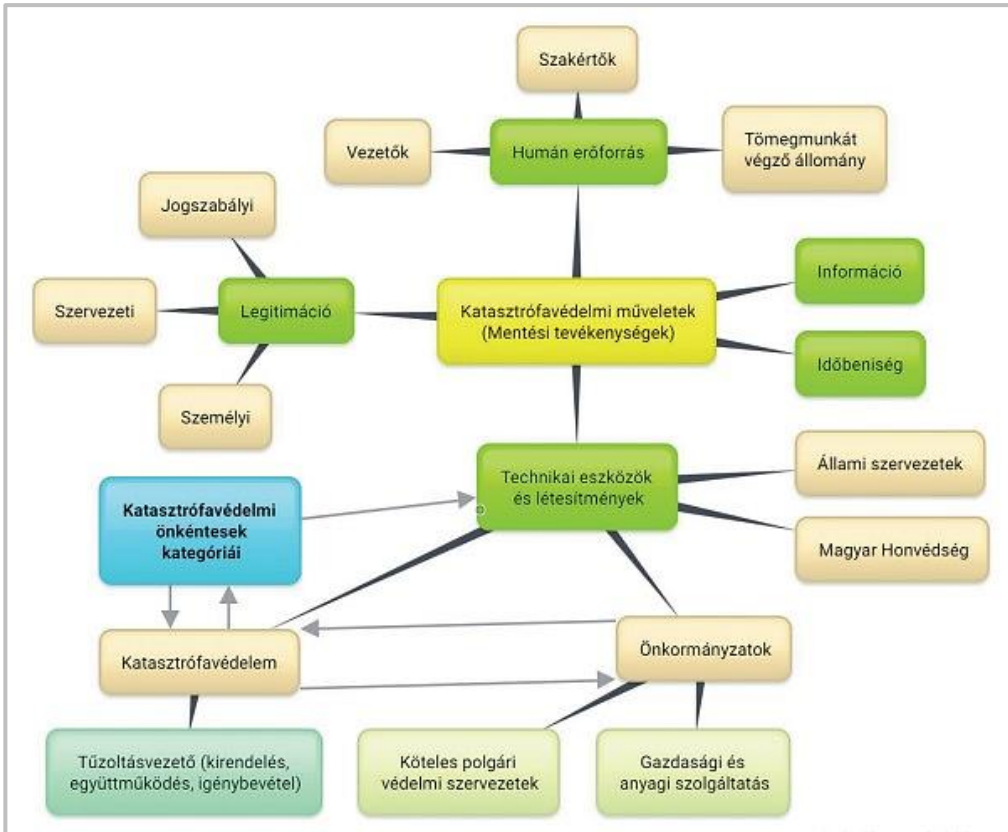 Szakértők
Vezetők
Humán erőforrás
Tömegmunkát
végző állomány
Jogszabályi
Szervezeti
Legitimáció
Személyi
Katasztrófavédelmi műveletek
(Mentési tevékenységek)
Információ
Időbeniség
Technikai eszközök
és létesítmények
Állami szervezetek
Magyar Honvédség
Katasztrófavédelmi
önkéntesek
kategóriái
Katasztrófavédelem
Önkormányzatok
Tűzoltásvezető (kirendelés,
együttműködés, igénybevétel)
Köteles polgári
védelmi szervezetek
Gazdasági és
anyagi szolgáltatás